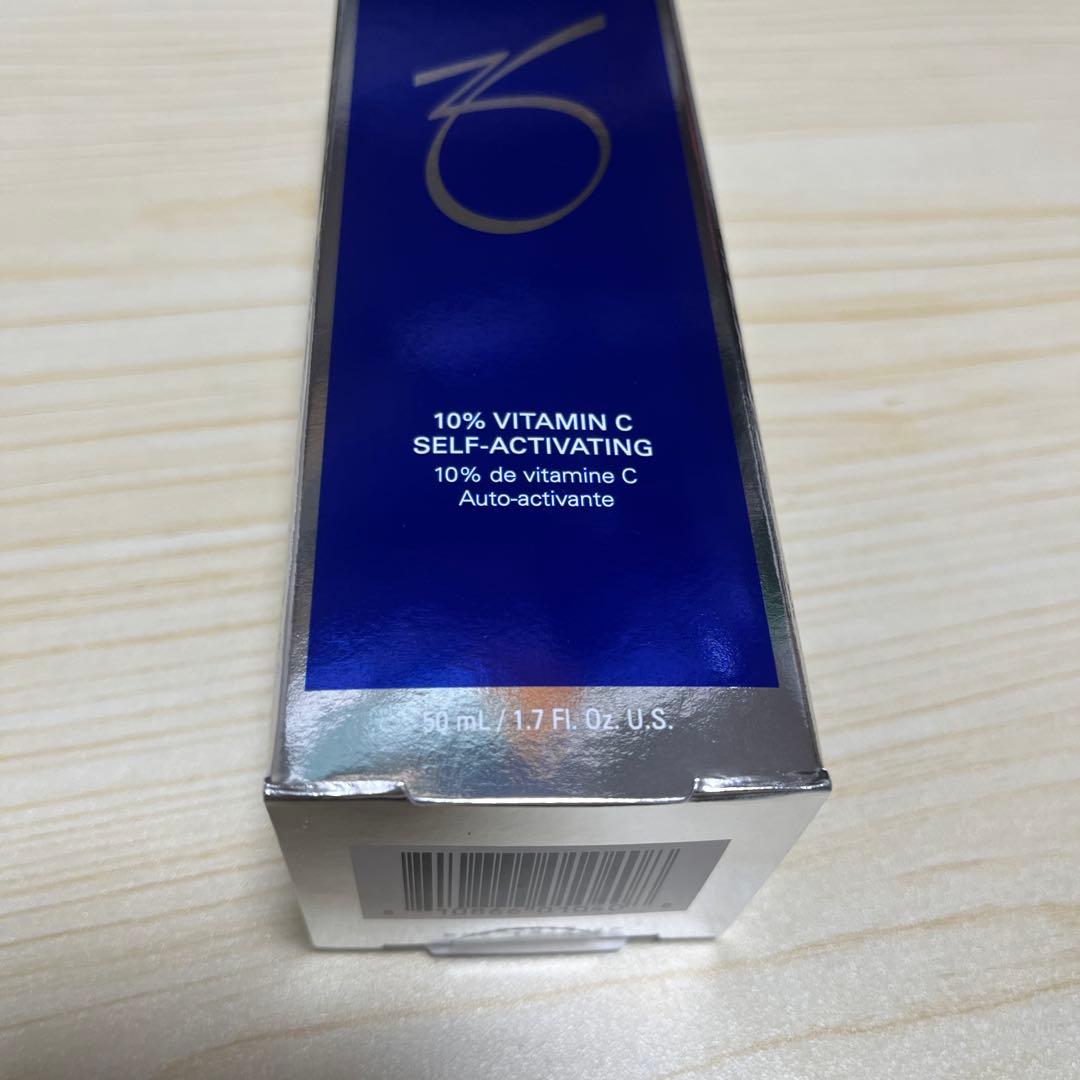 10% VITAMIN C
SELF-ACTIVATING
10% de vitamine C
Auto-activante
50 mL / 1.7 Fl. Oz. U.S.